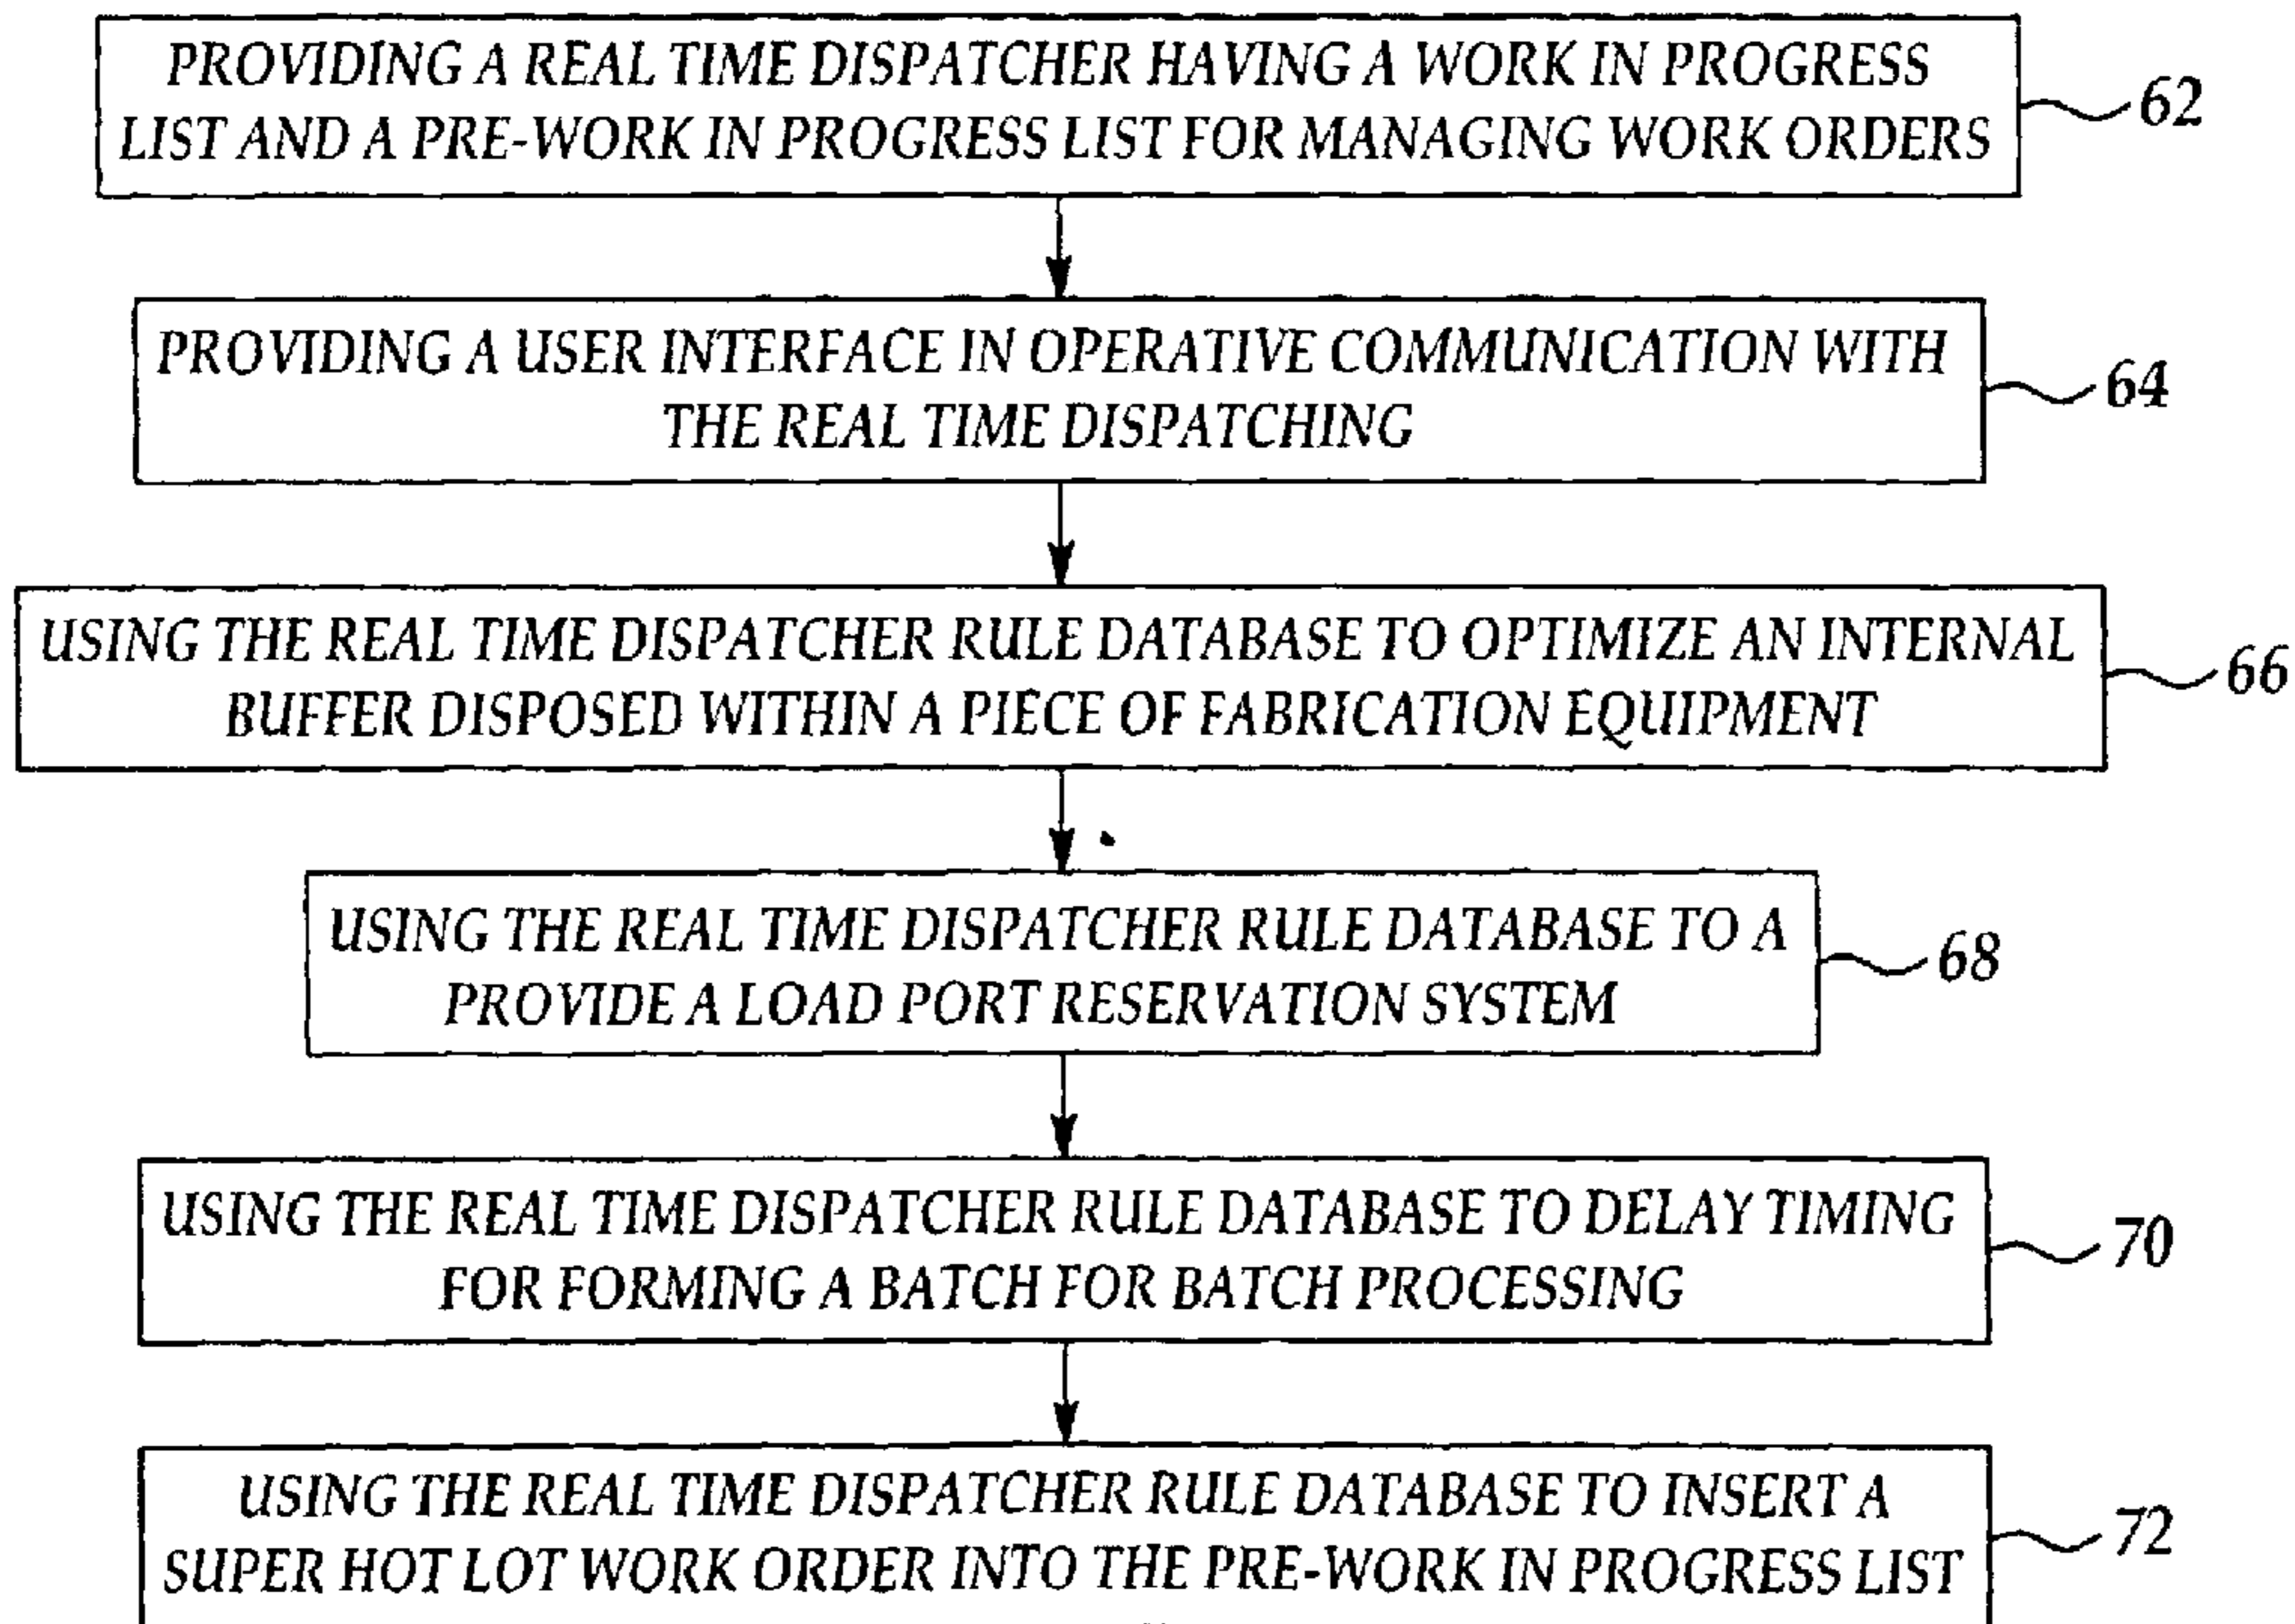 PROVIDING A REAL TIME DISPATCHER HAVING A WORK IN PROGRESS
LIST AND A PRE-WORK IN PROGRESS LIST FOR MANAGING WORK ORDERS
62
PROVIDING A USER INTERFACE IN OPERATIVE COMMUNICATION WITH
THE REAL TIME DISPATCHING
64
USING THE REAL TIME DISPATCHER RULE DATABASE TO OPTIMIZE AN INTERNAL
BUFFER DISPOSED WITHIN A PIECE OF FABRICATION EQUIPMENT
66
USING THE REAL TIME DISPATCHER RULE DATABASE TO A
PROVIDE A LOAD PORT RESERVATION SYSTEM
68
USING THE REAL TIME DISPATCHER RULE DATABASE TO DELAY TIMING
FOR FORMING A BATCH FOR BATCH PROCESSING
70
USING THE REAL TIME DISPATCHER RULE DATABASE TO INSERT A
SUPER HOT LOT WORK ORDER INTO THE PRE-WORK IN PROGRESS LIST
72